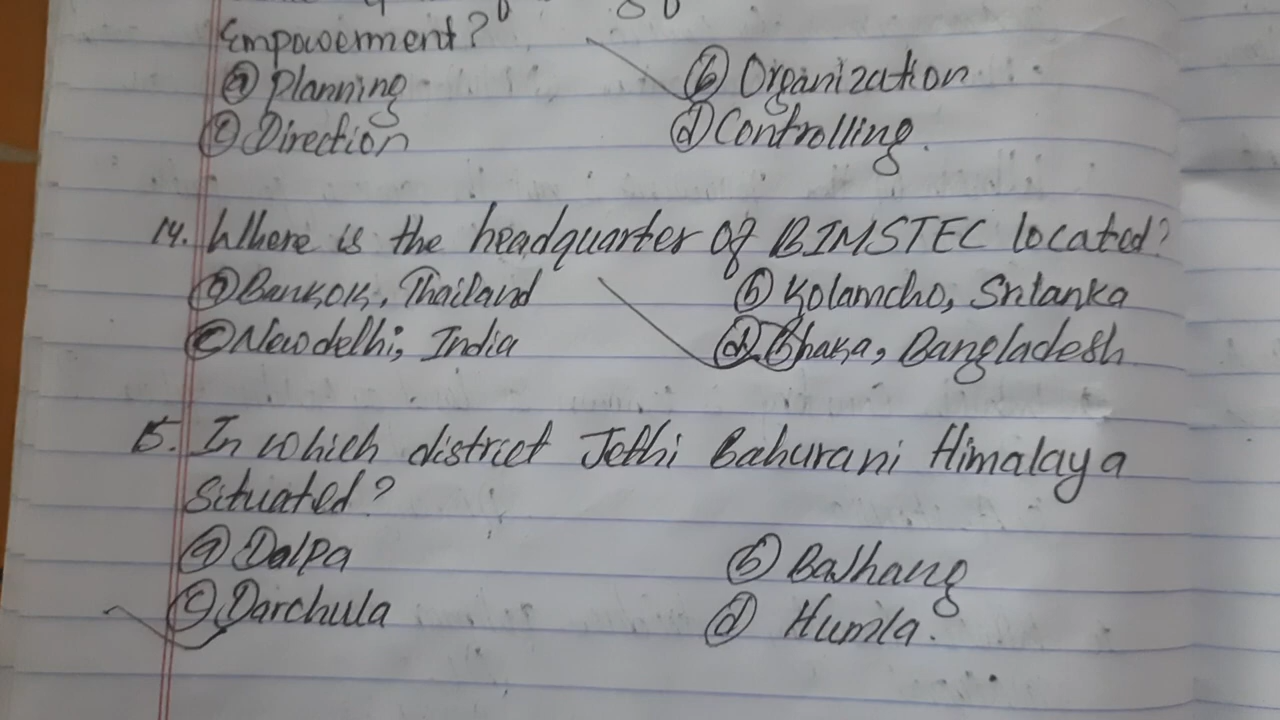 Empowerment?
ⓐ Planning ⓑ Organization
ⓒ Direction ⓓ Controlling.
14. Where is the headquarter of BIMSTEC located?
ⓐ Bankok, Thailand ⓑ Kolamcho, Srilanka
ⓒ Newdelhi, India ⓓ Dhaka, Bangladesh
15. In which district Jethi Bahurani Himalaya
Situated?
ⓐ Dolpa ⓑ Bajhang
ⓒ Darchula ⓓ Humla.